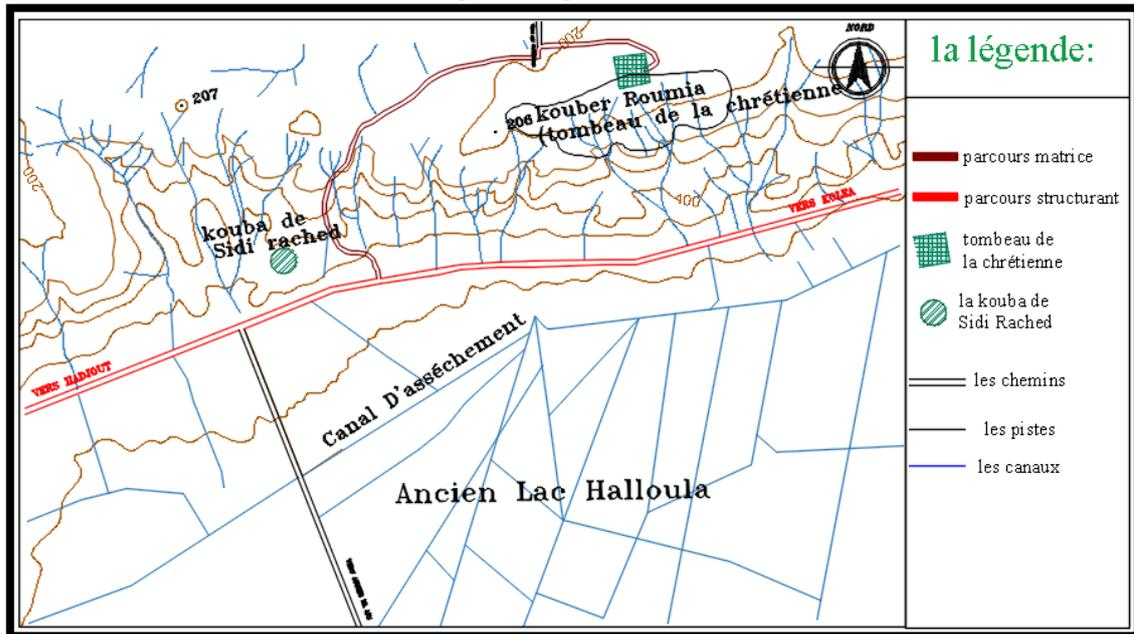 200
NORD
207
206 kouber Roumia
(tombeau de la chrétienne
200
100
VERS KOLEA
kouba de
Sidi rached
VERS HADJOUT
Canal D'asséchement
Ancien Lac Halloula
la légende:
parcours matrice
parcours structurant
tombeau de
la chrétienne
la kouba de
Sidi Rached
les chemins
les pistes
les canaux